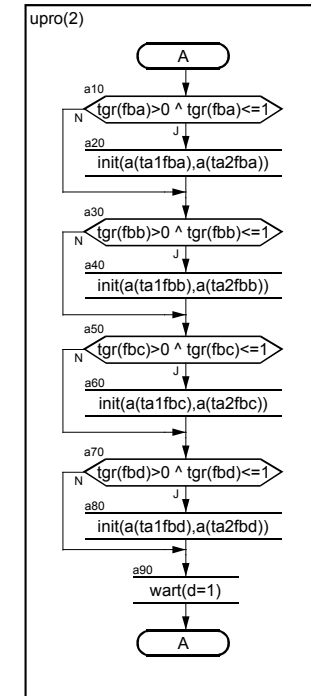 upro(2)
A
a10
tgr(fba)>0 ^ tgr(fba)<=1
N
J
a20
init(a(ta1fba),a(ta2fba))
a30
tgr(fbb)>0 ^ tgr(fbb)<=1
N
J
a40
init(a(ta1fbb),a(ta2fbb))
a50
tgr(fbc)>0 ^ tgr(fbc)<=1
N
J
a60
init(a(ta1fbc),a(ta2fbc))
a70
tgr(fbd)>0 ^ tgr(fbd)<=1
N
J
a80
init(a(ta1fbd),a(ta2fbd))
a90
wart(d=1)
A